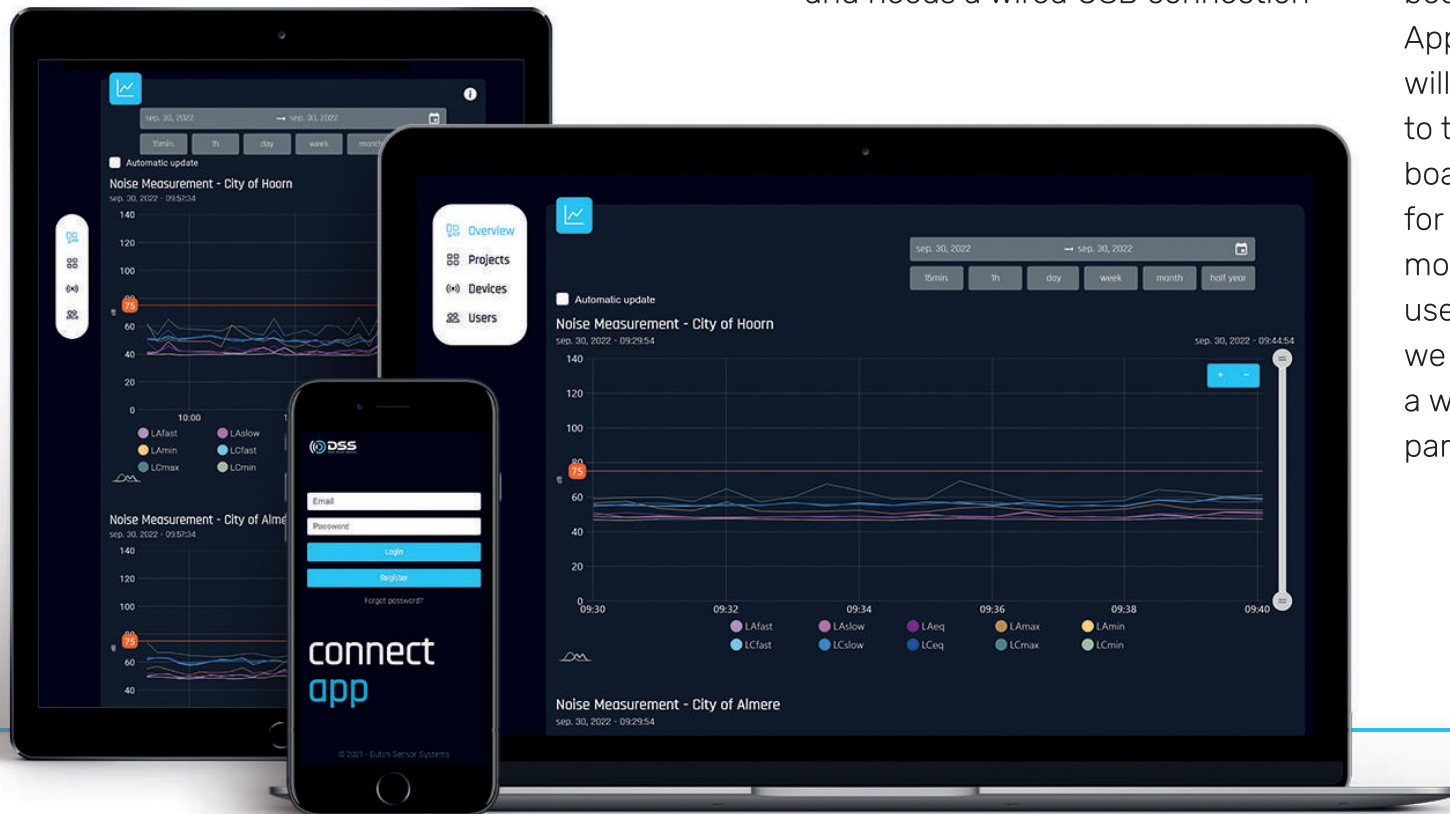 and needs a wired USB connection
App
will
to t
boa
for
mo
use
we
a w
par
sep. 30, 2022 → sep. 30, 2022
15min. 1h day week month
Automatic update
Noise Measurement - City of Hoorn
sep. 30, 2022 - 09:57:34
140
120
100
80
75
60
40
20
0
10:00
LAfast LAslow
LAmin LCfast
LCmax LCmin
Noise Measurement - City of Alme
sep. 30, 2022 - 09:57:34
140
120
100
80
75
60
40
DSS
Email
Password
Login
Register
Forgot password?
connect
app
© 2021 - Dutch Sensor Systems
Overview
Projects
Devices
Users
sep. 30, 2022 → sep. 30, 2022
15min. 1h day week month half year
Automatic update
Noise Measurement - City of Hoorn
sep. 30, 2022 - 09:29:54 sep. 30, 2022 - 09:44:54
140
+ -
120
100
80
75
60
40
20
0
09:30 09:32 09:34 09:36 09:38 09:40
LAfast LAslow LAeq LAmax LAmin
LCfast LCslow LCeq LCmax LCmin
Noise Measurement - City of Almere
sep. 30, 2022 - 09:29:54